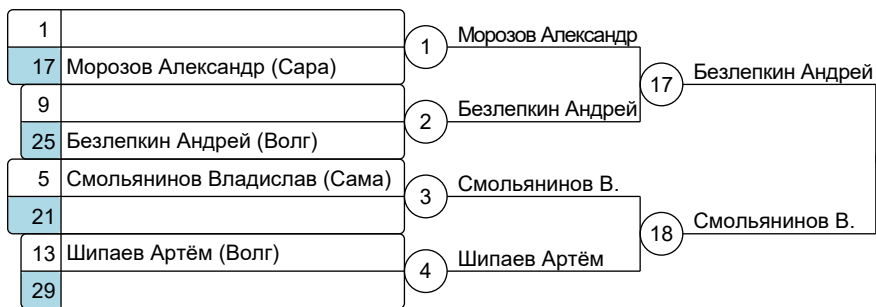 1
17 Морозов Александр (Сара)
9
25 Безлепкин Андрей (Волг)
5 Смольянинов Владислав (Сама)
21
13 Шипаев Артём (Волг)
29
1 Морозов Александр
2 Безлепкин Андрей
3 Смольянинов В.
4 Шипаев Артём
17 Безлепкин Андрей
18 Смольянинов В.